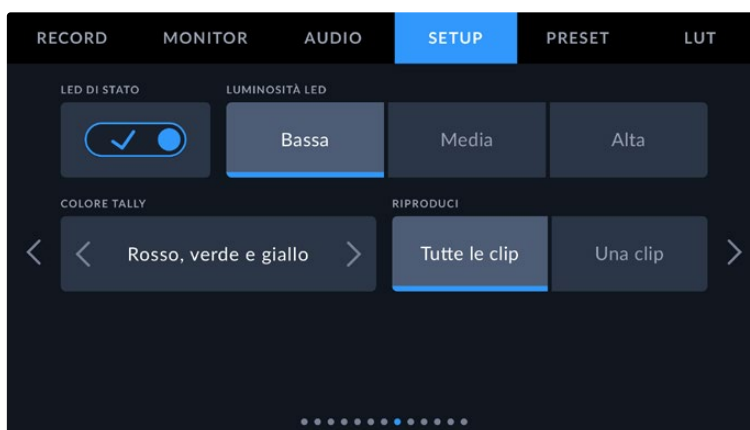 RECORD MONITOR AUDIO SETUP PRESET LUT
LED DI STATO LUMINOSITÀ LED
Bassa Media Alta
COLORE TALLY RIPRODUCI
Rosso, verde e giallo Tutte le clip Una clip